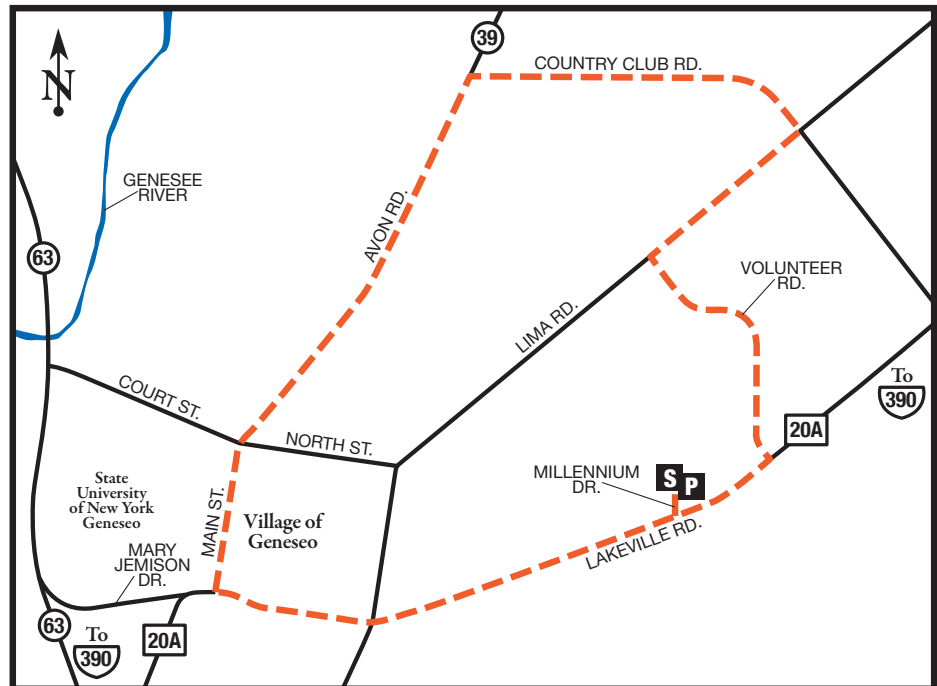 39
COUNTRY CLUB RD.
N
GENESEE
RIVER
AVON RD.
63
VOLUNTEER
RD.
LIMA RD.
To
390
COURT ST.
20A
NORTH ST.
MILLENNIUM
DR.
S
P
State
University
of New York
Geneseo
MAIN ST.
Village of
Geneseo
LAKEVILLE RD.
MARY
JEMISON
DR.
63
To
390
20A